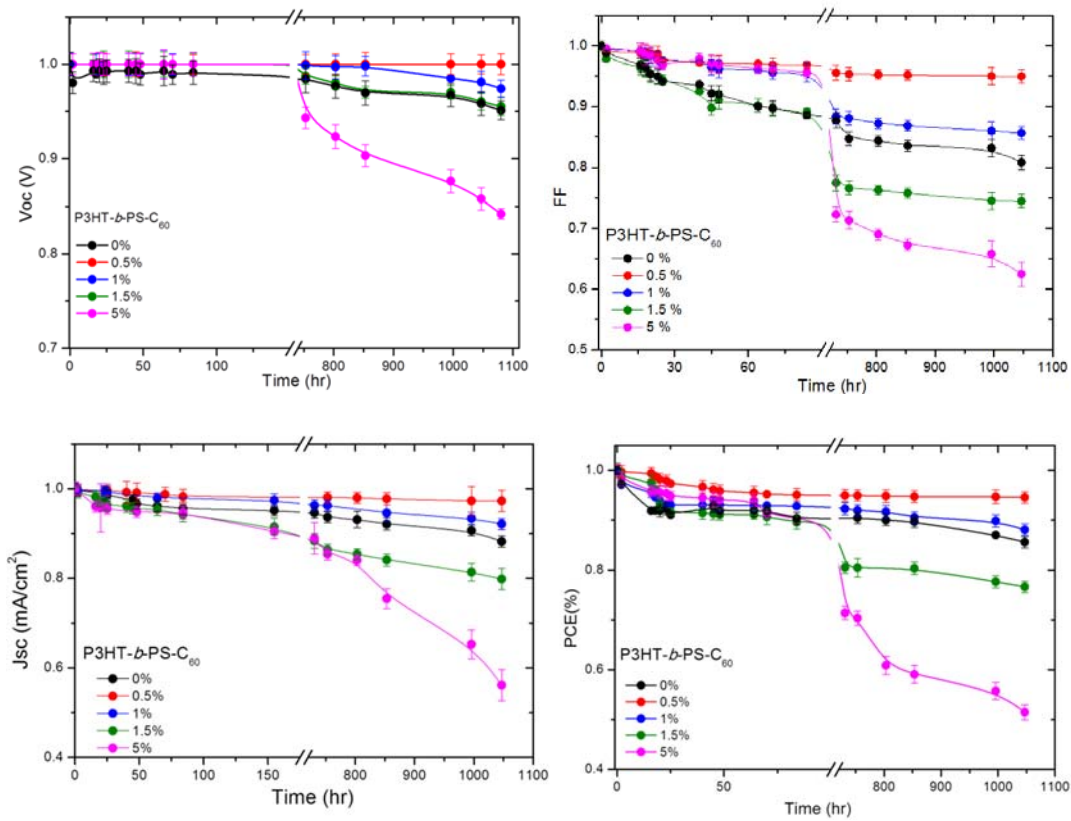 Voc (V)
1.0
0.9
0.8
0.7
P3HT-b-PS-C60
0%
0.5%
1%
1.5%
5%
0 50 100 150 800 900 1000 1100
Time (hr)
FF
1.0
0.9
0.8
0.7
0.6
0.5
P3HT-b-PS-C60
0 %
0.5 %
1 %
1.5 %
5 %
0 30 60 800 900 1000 1100
Time (hr)
Jsc (mA/cm2)
1.0
0.8
0.6
0.4
P3HT-b-PS-C60
0%
0.5%
1%
1.5%
5%
0 50 100 150 800 900 1000 1100
Time (hr)
PCE(%)
1.0
0.8
0.6
0.4
P3HT-b-PS-C60
0%
0.5%
1%
1.5%
5%
0 50 100 800 900 1000 1100
Time (hr)